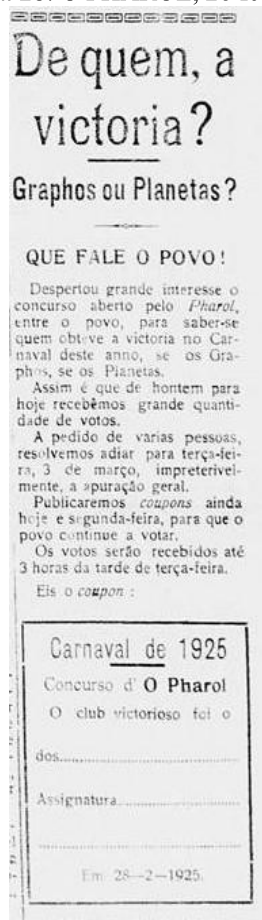 De quem, a
victoria?
Graphos ou Planetas?
QUE FALE O POVO!
Despertou grande interesse o
concurso aberto pelo Pharol,
entre o povo, para saber-se
quem obteve a victoria no Car-
naval deste anno, se os Gra-
phos, se os Planetas.
Assim é que de hontem para
hoje recebêmos grande quanti-
dade de votos.
A pedido de varias pessoas,
resolvemos adiar para terça-fei-
ra, 3 de março, impreterivel-
mente, a apuração geral.
Publicaremos coupons ainda
hoje e segunda-feira, para que o
povo continue a votar.
Os votos serão recebidos até
3 horas da tarde de terça-feira.
Eis o coupon :
Carnaval de 1925
Concurso d' O Pharol
O club victorioso foi o
dos
Assignatura
Em 28—2—1925.